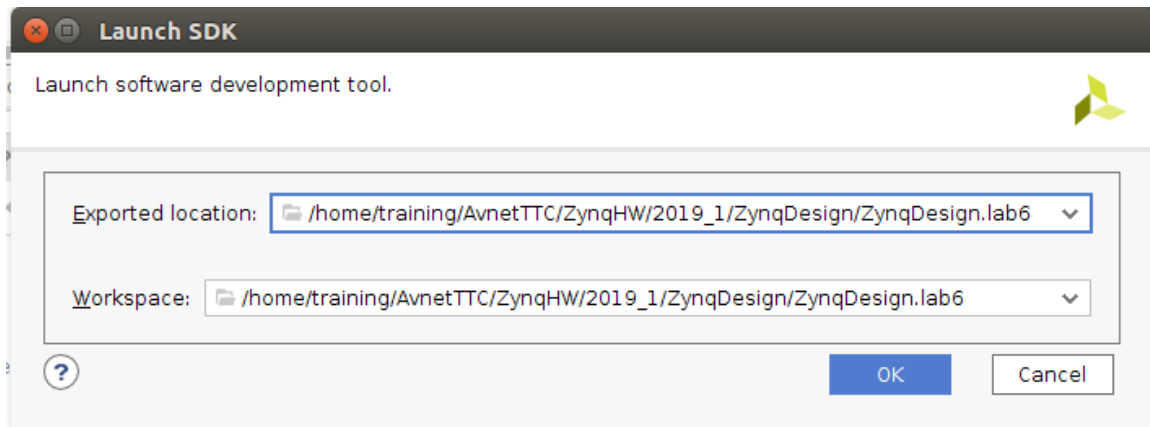 Launch SDK
Launch software development tool.
Exported location: /home/training/AvnetTTC/ZynqHW/2019_1/ZynqDesign/ZynqDesign.lab6
Workspace: /home/training/AvnetTTC/ZynqHW/2019_1/ZynqDesign/ZynqDesign.lab6
? OK Cancel